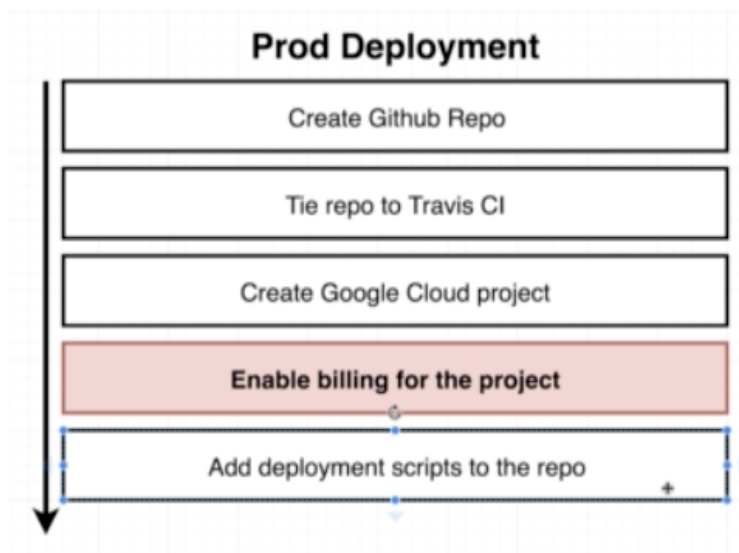 Prod Deployment
Create Github Repo
Tie repo to Travis CI
Create Google Cloud project
Enable billing for the project
Add deployment scripts to the repo